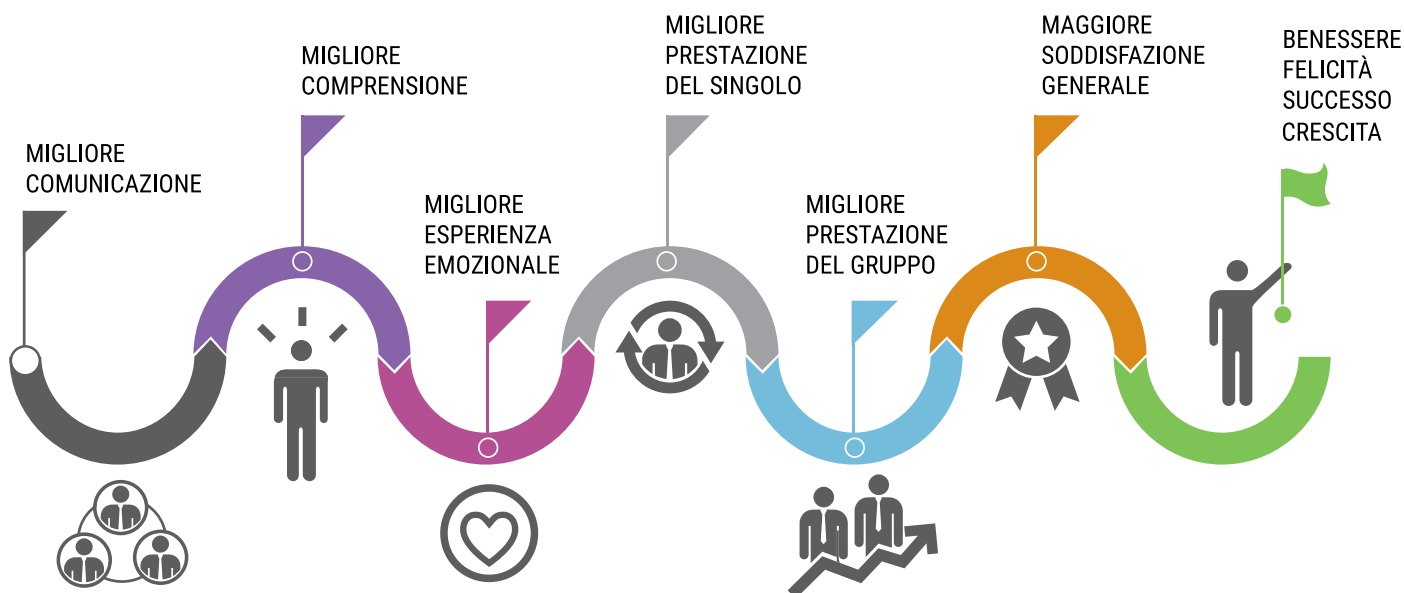 MIGLIORE
COMUNICAZIONE
MIGLIORE
COMPRENSIONE
MIGLIORE
ESPERIENZA
EMOZIONALE
MIGLIORE
PRESTAZIONE
DEL SINGOLO
MIGLIORE
PRESTAZIONE
DEL GRUPPO
MAGGIORE
SODDISFAZIONE
GENERALE
BENESSERE
FELICITÀ
SUCCESSO
CRESCITA